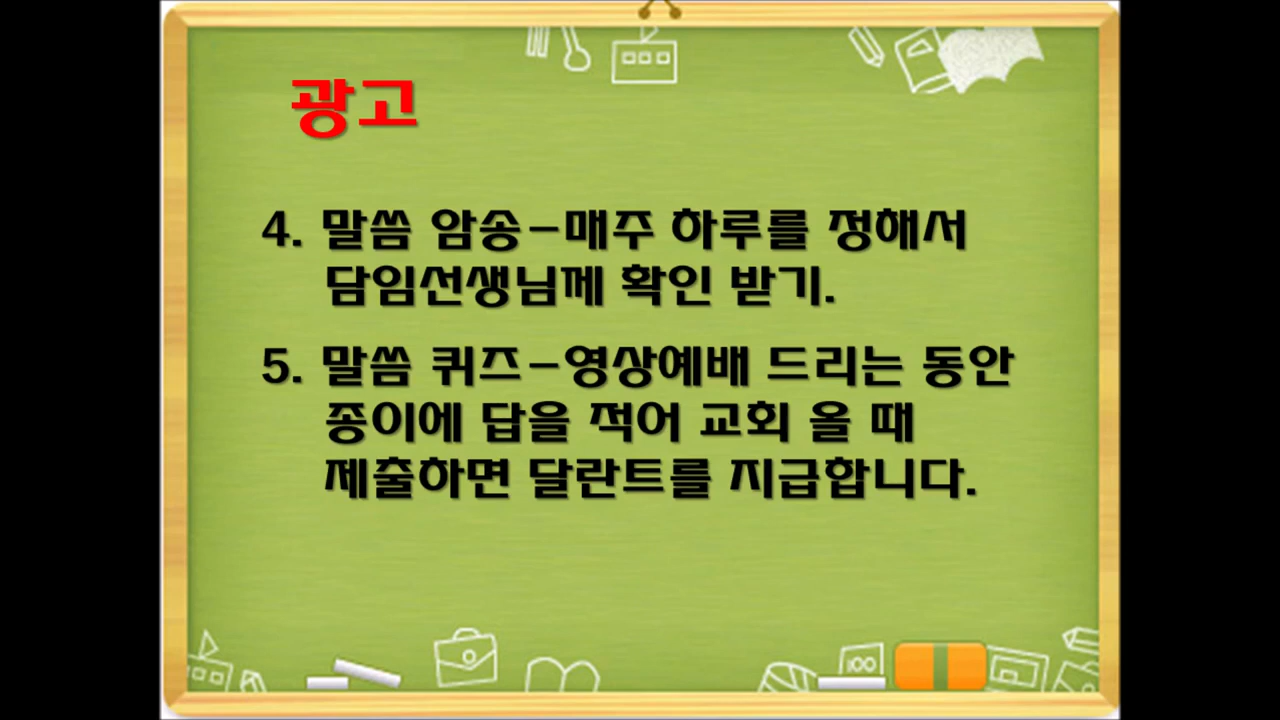 광고
4. 말씀 암송-매주 하루를 정해서
담임선생님께 확인 받기.
5. 말씀 퀴즈-영상예배 드리는 동안
종이에 답을 적어 교회 올 때
제출하면 달란트를 지급합니다.
100